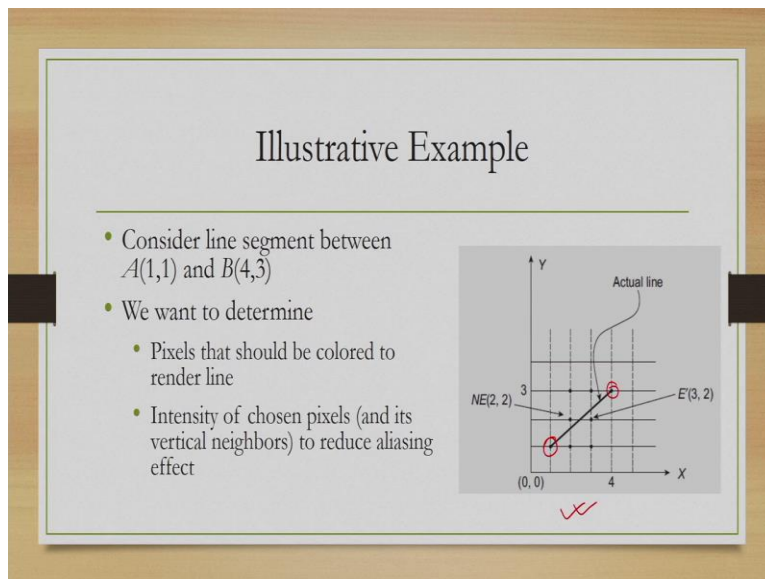 Illustrative Example
• Consider line segment between
A(1,1) and B(4,3)
• We want to determine
• Pixels that should be colored to
render line
• Intensity of chosen pixels (and its
vertical neighbors) to reduce aliasing
effect
Y
Actual line
3
NE(2, 2)
E'(3, 2)
(0, 0)
4
X